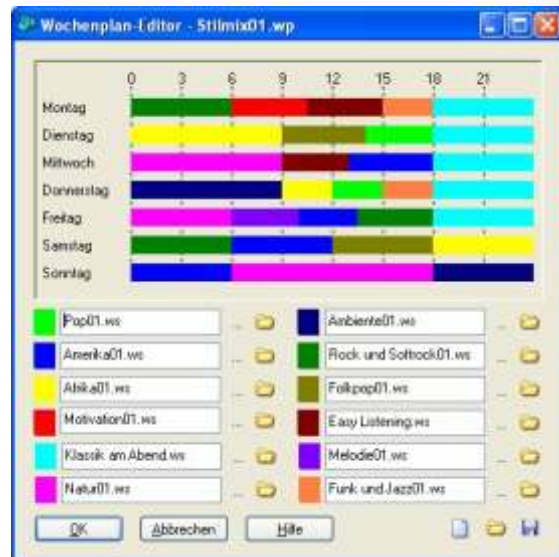 Wochenplan-Editor - Stilmix01.wp
0 3 6 9 12 15 18 21
Montag
Dienstag
Mittwoch
Donnerstag
Freitag
Samstag
Sonntag
Pop01.ws ... Ambiente01.ws ...
Amerika01.ws ... Rock und Softrock01.ws ...
Afrika01.ws ... Folkpop01.ws ...
Motivation01.ws ... Easy Listening.ws ...
Klassik am Abend.ws ... Melodie01.ws ...
Natur01.ws ... Funk und Jazz01.ws ...
OK Abbrechen Hilfe